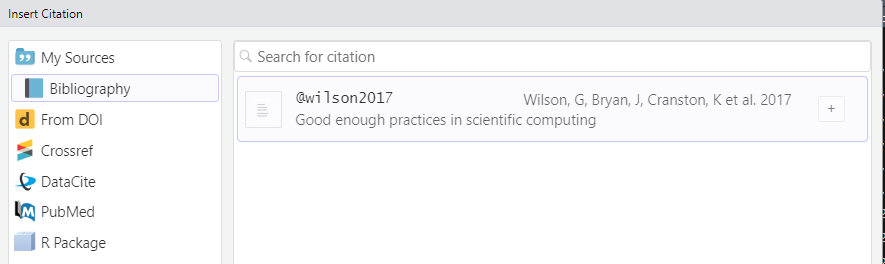 Insert Citation
My Sources
Bibliography
From DOI
Crossref
DataCite
PubMed
R Package
Search for citation
@wilson2017 Wilson, G, Bryan, J, Cranston, K et al. 2017 +
Good enough practices in scientific computing